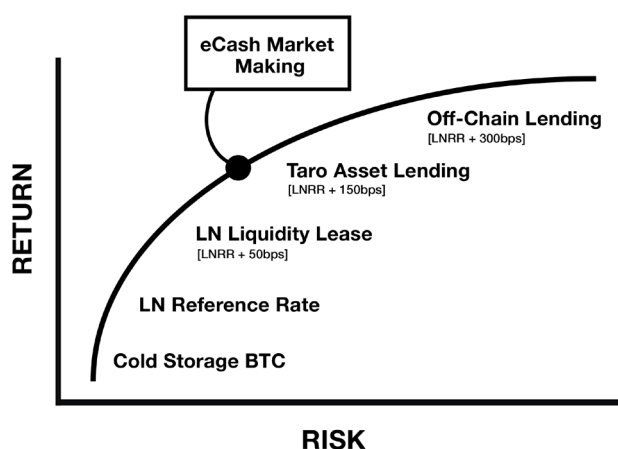 eCash Market
Making
Off-Chain Lending
[LNRR + 300bps]
Taro Asset Lending
[LNRR + 150bps]
LN Liquidity Lease
[LNRR + 50bps]
LN Reference Rate
Cold Storage BTC
RETURN
RISK